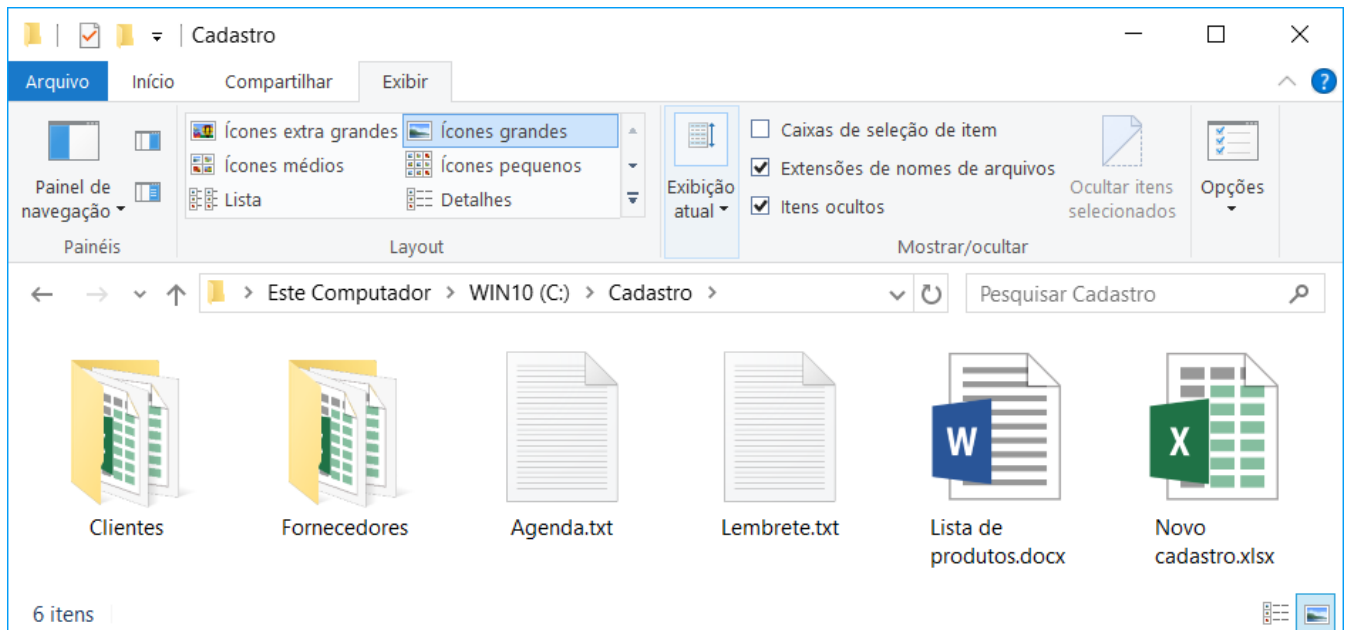 Cadastro
Arquivo Início Compartilhar Exibir ?
Ícones extra grandes Ícones grandes
Ícones médios Ícones pequenos
Lista Detalhes
Painel de
navegação
Exibição
atual
Caixas de seleção de item
Extensões de nomes de arquivos
Itens ocultos
Ocultar itens
selecionados
Opções
Painéis Layout Mostrar/ocultar
Este Computador > WIN10 (C:) > Cadastro >
Pesquisar Cadastro
W X
Clientes Fornecedores Agenda.txt Lembrete.txt Lista de Novo
produtos.docx cadastro.xlsx
6 itens